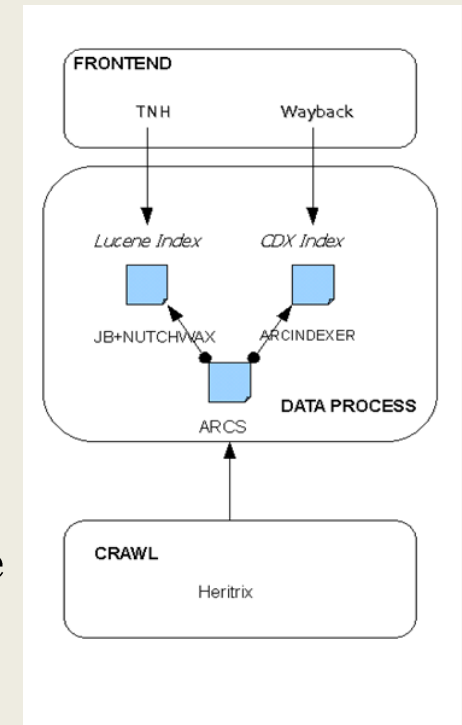 FRONTEND
TNH Wayback
Lucene Index CDX Index
JB+NUTCHWAX ARCINDEXER
DATA PROCESS
ARCS
CRAWL
e
Heritrix